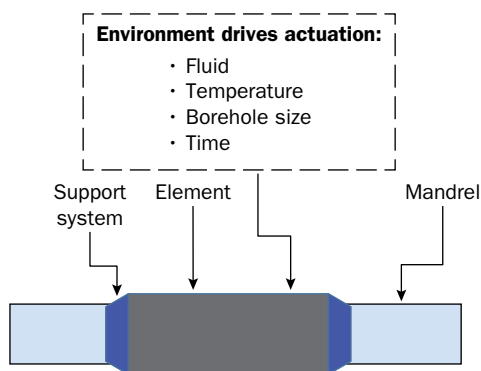 Environment drives actuation:
· Fluid
· Temperature
· Borehole size
· Time
Support
system
Element
Mandrel